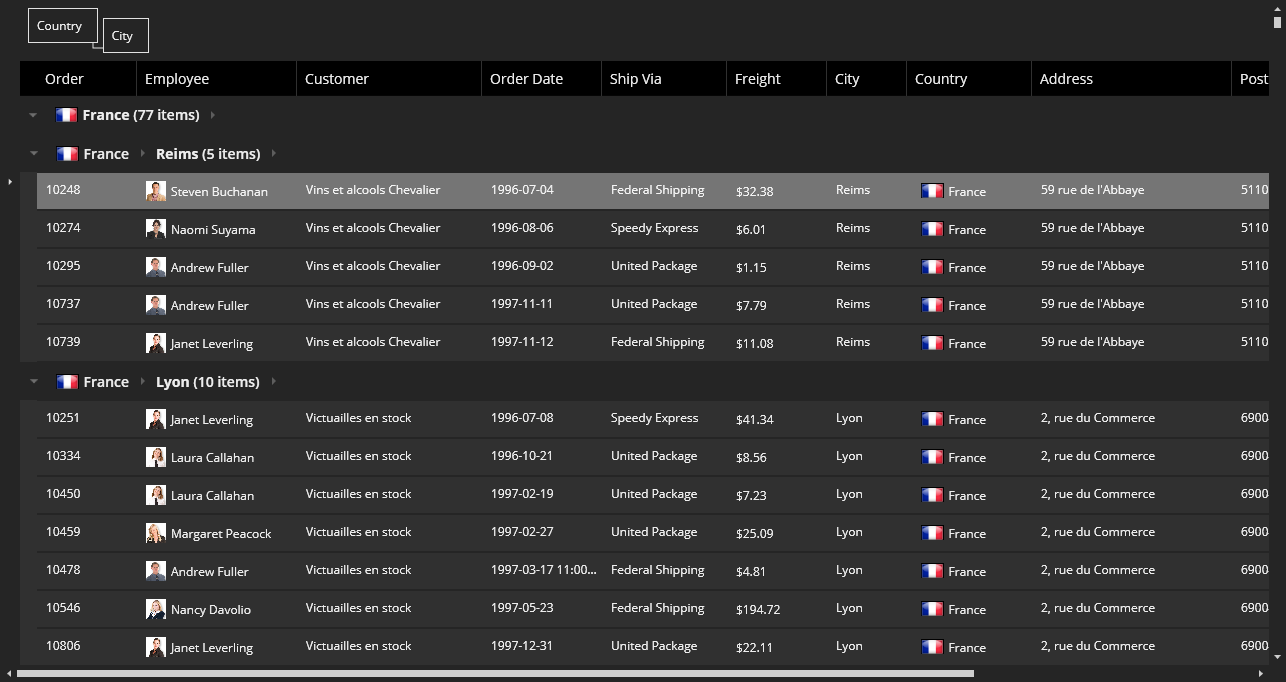 Country
City
Order Employee Customer Order Date Ship Via Freight City Country Address Post
France (77 items)
France Reims (5 items)
10248 Steven Buchanan Vins et alcools Chevalier 1996-07-04 Federal Shipping $32.38 Reims France 59 rue de l'Abbaye 5110
10274 Naomi Suyama Vins et alcools Chevalier 1996-08-06 Speedy Express $6.01 Reims France 59 rue de l'Abbaye 5110
10295 Andrew Fuller Vins et alcools Chevalier 1996-09-02 United Package $1.15 Reims France 59 rue de l'Abbaye 5110
10737 Andrew Fuller Vins et alcools Chevalier 1997-11-11 United Package $7.79 Reims France 59 rue de l'Abbaye 5110
10739 Janet Leverling Vins et alcools Chevalier 1997-11-12 Federal Shipping $11.08 Reims France 59 rue de l'Abbaye 5110
France Lyon (10 items)
10251 Janet Leverling Victuailles en stock 1996-07-08 Speedy Express $41.34 Lyon France 2, rue du Commerce 6900
10334 Laura Callahan Victuailles en stock 1996-10-21 United Package $8.56 Lyon France 2, rue du Commerce 6900
10450 Laura Callahan Victuailles en stock 1997-02-19 United Package $7.23 Lyon France 2, rue du Commerce 6900
10459 Margaret Peacock Victuailles en stock 1997-02-27 United Package $25.09 Lyon France 2, rue du Commerce 6900
10478 Andrew Fuller Victuailles en stock 1997-03-17 11:00... Federal Shipping $4.81 Lyon France 2, rue du Commerce 6900
10546 Nancy Davolio Victuailles en stock 1997-05-23 Federal Shipping $194.72 Lyon France 2, rue du Commerce 6900
10806 Janet Leverling Victuailles en stock 1997-12-31 United Package $22.11 Lyon France 2, rue du Commerce 6900